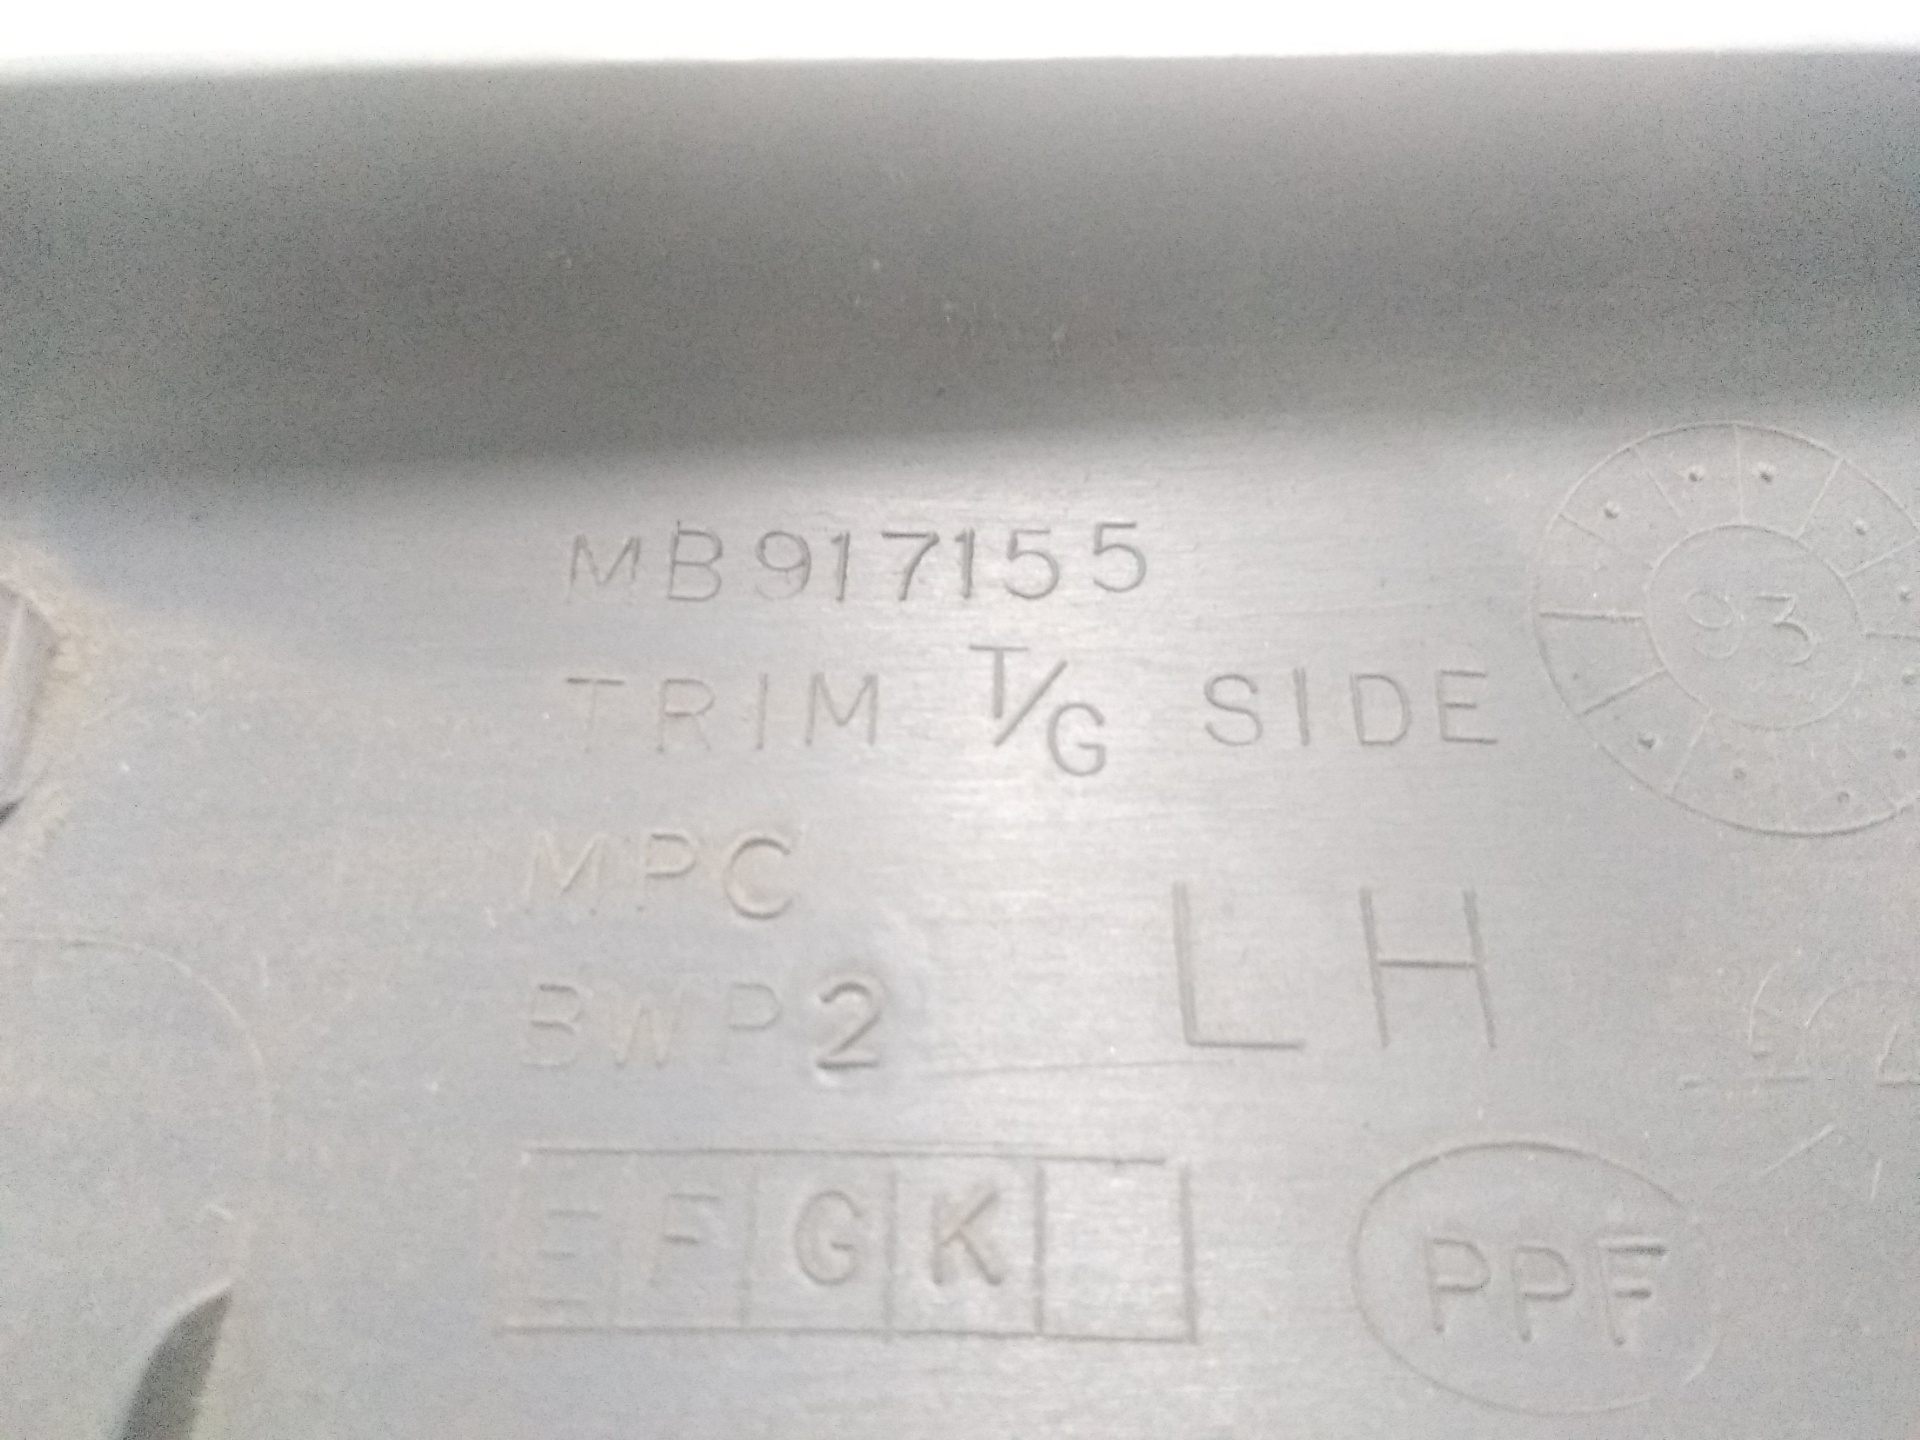 MB917155
TRIM T/G SIDE
93
MPC
LH
BWP2
E F G K
PPF